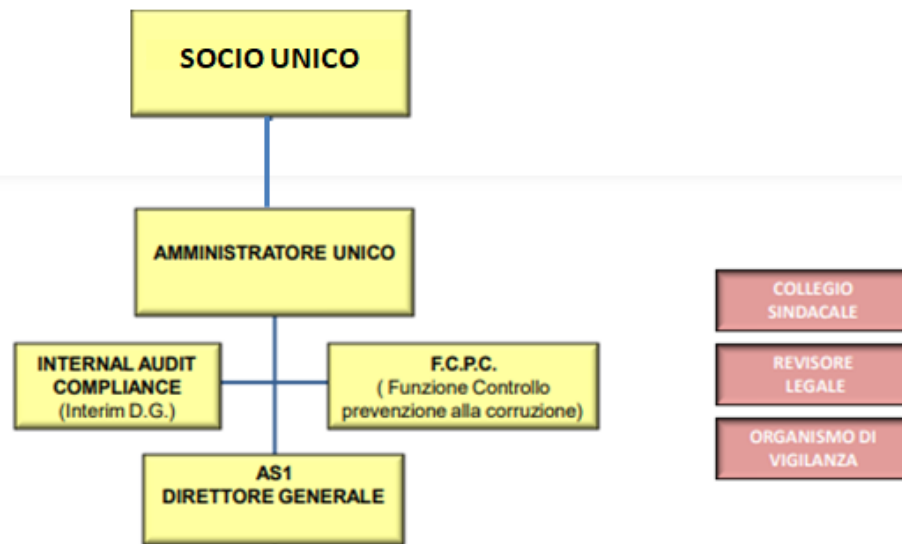 SOCIO UNICO
AMMINISTRATORE UNICO
INTERNAL AUDIT
COMPLIANCE
(Interim D.G.)
F.C.P.C.
( Funzione Controllo
prevenzione alla corruzione)
AS1
DIRETTORE GENERALE
COLLEGIO
SINDACALE
REVISORE
LEGALE
ORGANISMO DI
VIGILANZA